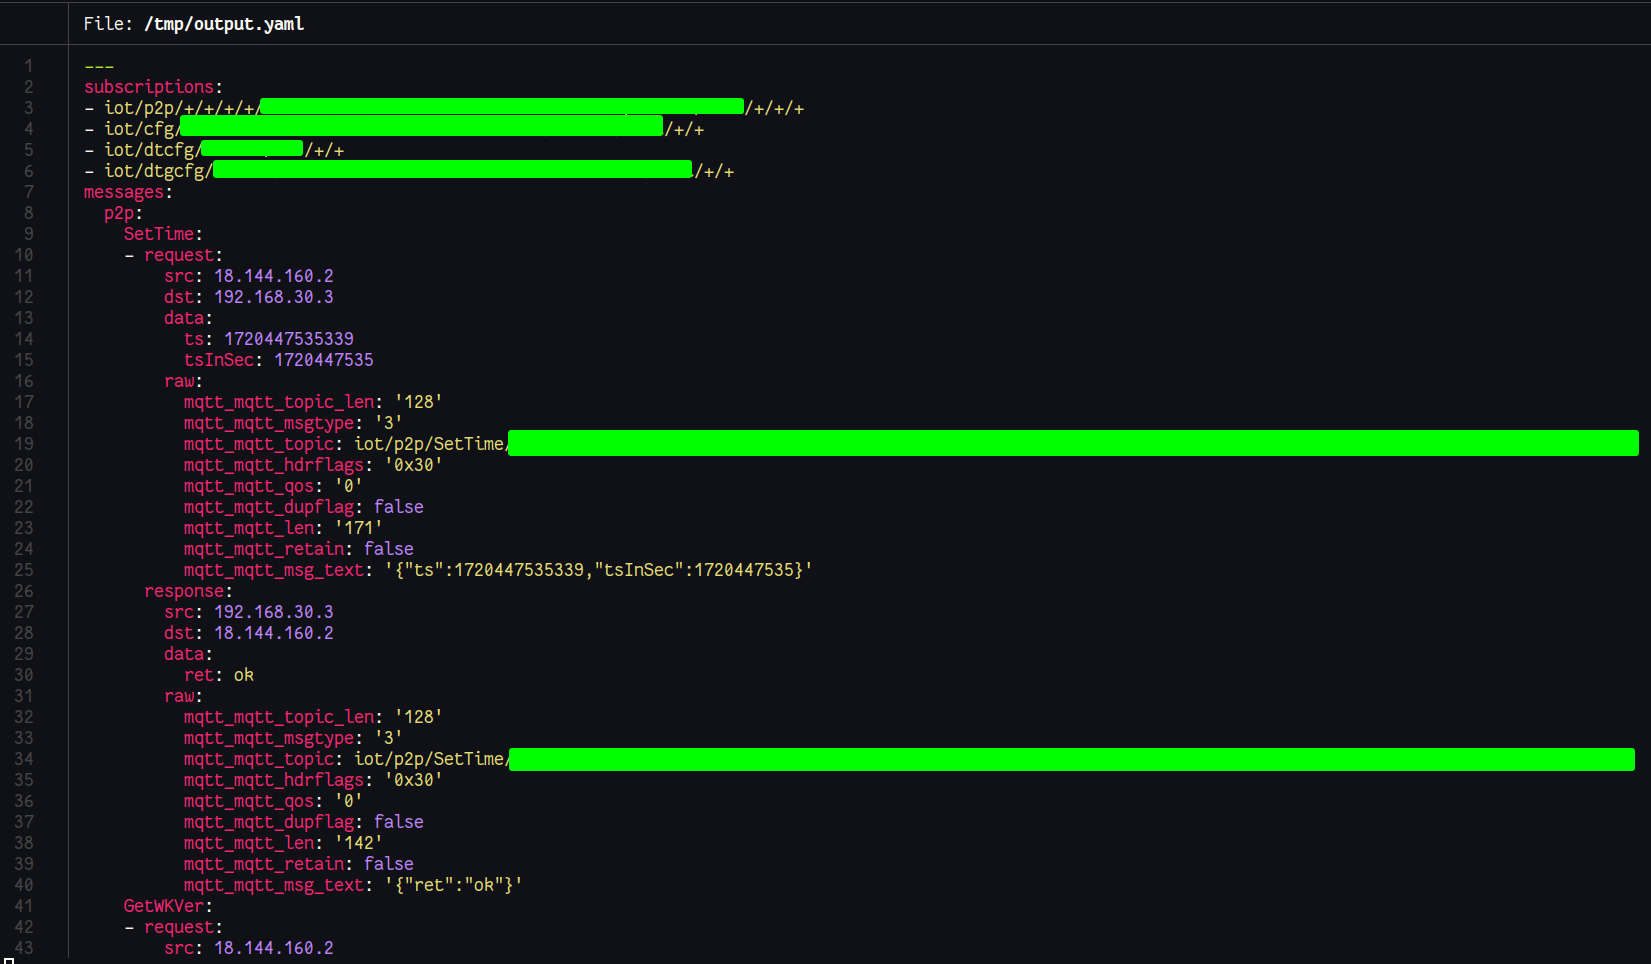 File: /tmp/output.yaml
1 ---
2 subscriptions:
3 - iot/p2p/+/+/+/+/ /+/+/+
4 - iot/cfg/ /+/+
5 - iot/dtcfg/ /+/+
6 - iot/dtgcfg/ /+/+
7 messages:
8 p2p:
9 SetTime:
10 - request:
11 src: 18.144.160.2
12 dst: 192.168.30.3
13 data:
14 ts: 1720447535339
15 tsInSec: 1720447535
16 raw:
17 mqtt_mqtt_topic_len: '128'
18 mqtt_mqtt_msgtype: '3'
19 mqtt_mqtt_topic: iot/p2p/SetTime/
20 mqtt_mqtt_hdrflags: '0x30'
21 mqtt_mqtt_qos: '0'
22 mqtt_mqtt_dupflag: false
23 mqtt_mqtt_len: '171'
24 mqtt_mqtt_retain: false
25 mqtt_mqtt_msg_text: '{"ts":1720447535339,"tsInSec":1720447535}'
26 response:
27 src: 192.168.30.3
28 dst: 18.144.160.2
29 data:
30 ret: ok
31 raw:
32 mqtt_mqtt_topic_len: '128'
33 mqtt_mqtt_msgtype: '3'
34 mqtt_mqtt_topic: iot/p2p/SetTime/
35 mqtt_mqtt_hdrflags: '0x30'
36 mqtt_mqtt_qos: '0'
37 mqtt_mqtt_dupflag: false
38 mqtt_mqtt_len: '142'
39 mqtt_mqtt_retain: false
40 mqtt_mqtt_msg_text: '{"ret":"ok"}'
41 GetWKVer:
42 - request:
43 src: 18.144.160.2